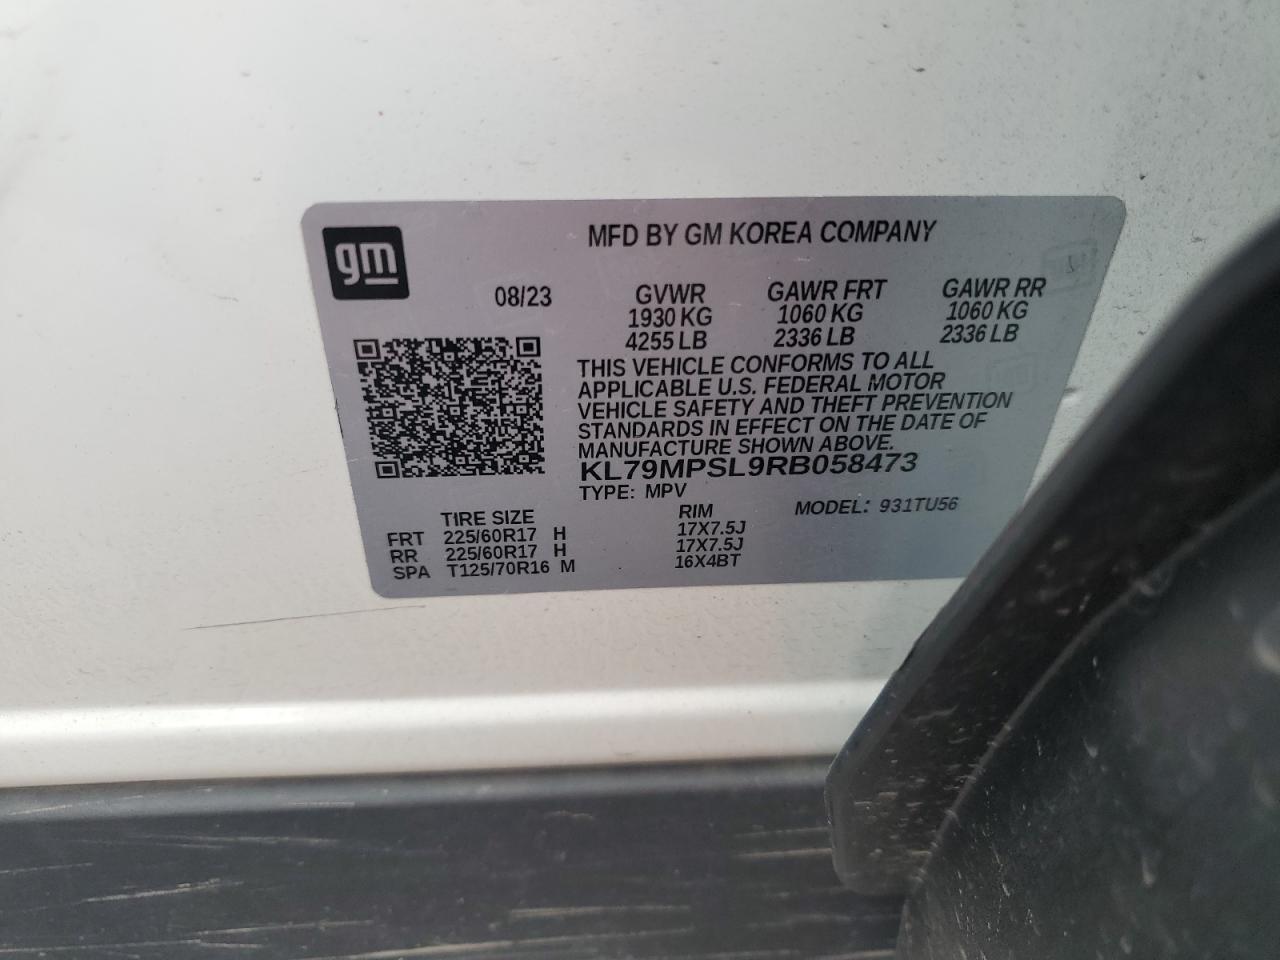 gm
MFD BY GM KOREA COMPANY
08/23 GVWR GAWR FRT GAWR RR
1930 KG 1060 KG 1060 KG
4255 LB 2336 LB 2336 LB
THIS VEHICLE CONFORMS TO ALL
APPLICABLE U.S. FEDERAL MOTOR
VEHICLE SAFETY AND THEFT PREVENTION
STANDARDS IN EFFECT ON THE DATE OF
MANUFACTURE SHOWN ABOVE.
KL79MPSL9RB058473
TYPE: MPV MODEL: 931TU56
TIRE SIZE RIM
FRT 225/60R17 H 17X7.5J
RR 225/60R17 H 17X7.5J
SPA T125/70R16 M 16X4BT